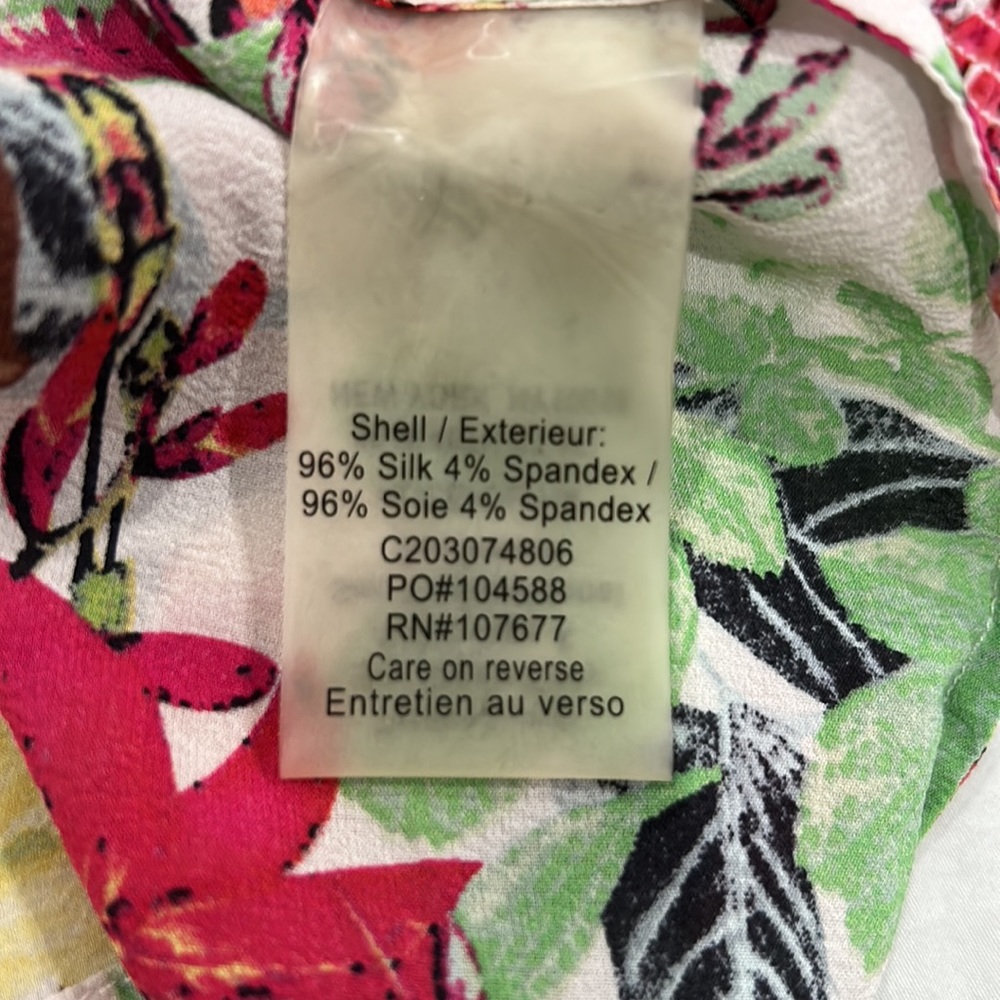 Shell / Exterieur:
96% Silk 4% Spandex /
96% Soie 4% Spandex
C203074806
PO#104588
RN#107677
Care on reverse
Entretien au verso